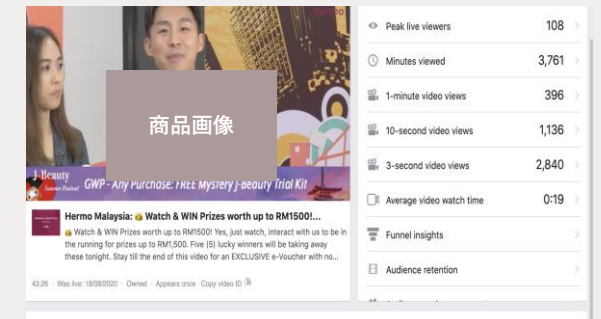 商品画像
J-Beauty
Summer Festival
GWP - Any Purchase: FREE Mystery J-Beauty Trial Kit
Hermo Malaysia: 👋 Watch & WIN Prizes worth up to RM1500!...
👋 Watch & WIN Prizes worth up to RM1500! Yes, just watch, interact with us to be in
the running for prizes up to RM1,500. Five (5) lucky winners will be taking away
these tonight. Stay till the end of this video for an EXCLUSIVE e-Voucher with no...
43:26 · Was live: 16/08/2020 · Owned · Appears once · Copy video ID
Peak live viewers 108
Minutes viewed 3,761
1-minute video views 396
10-second video views 1,136
3-second video views 2,840
Average video watch time 0:19
Funnel insights
Audience retention